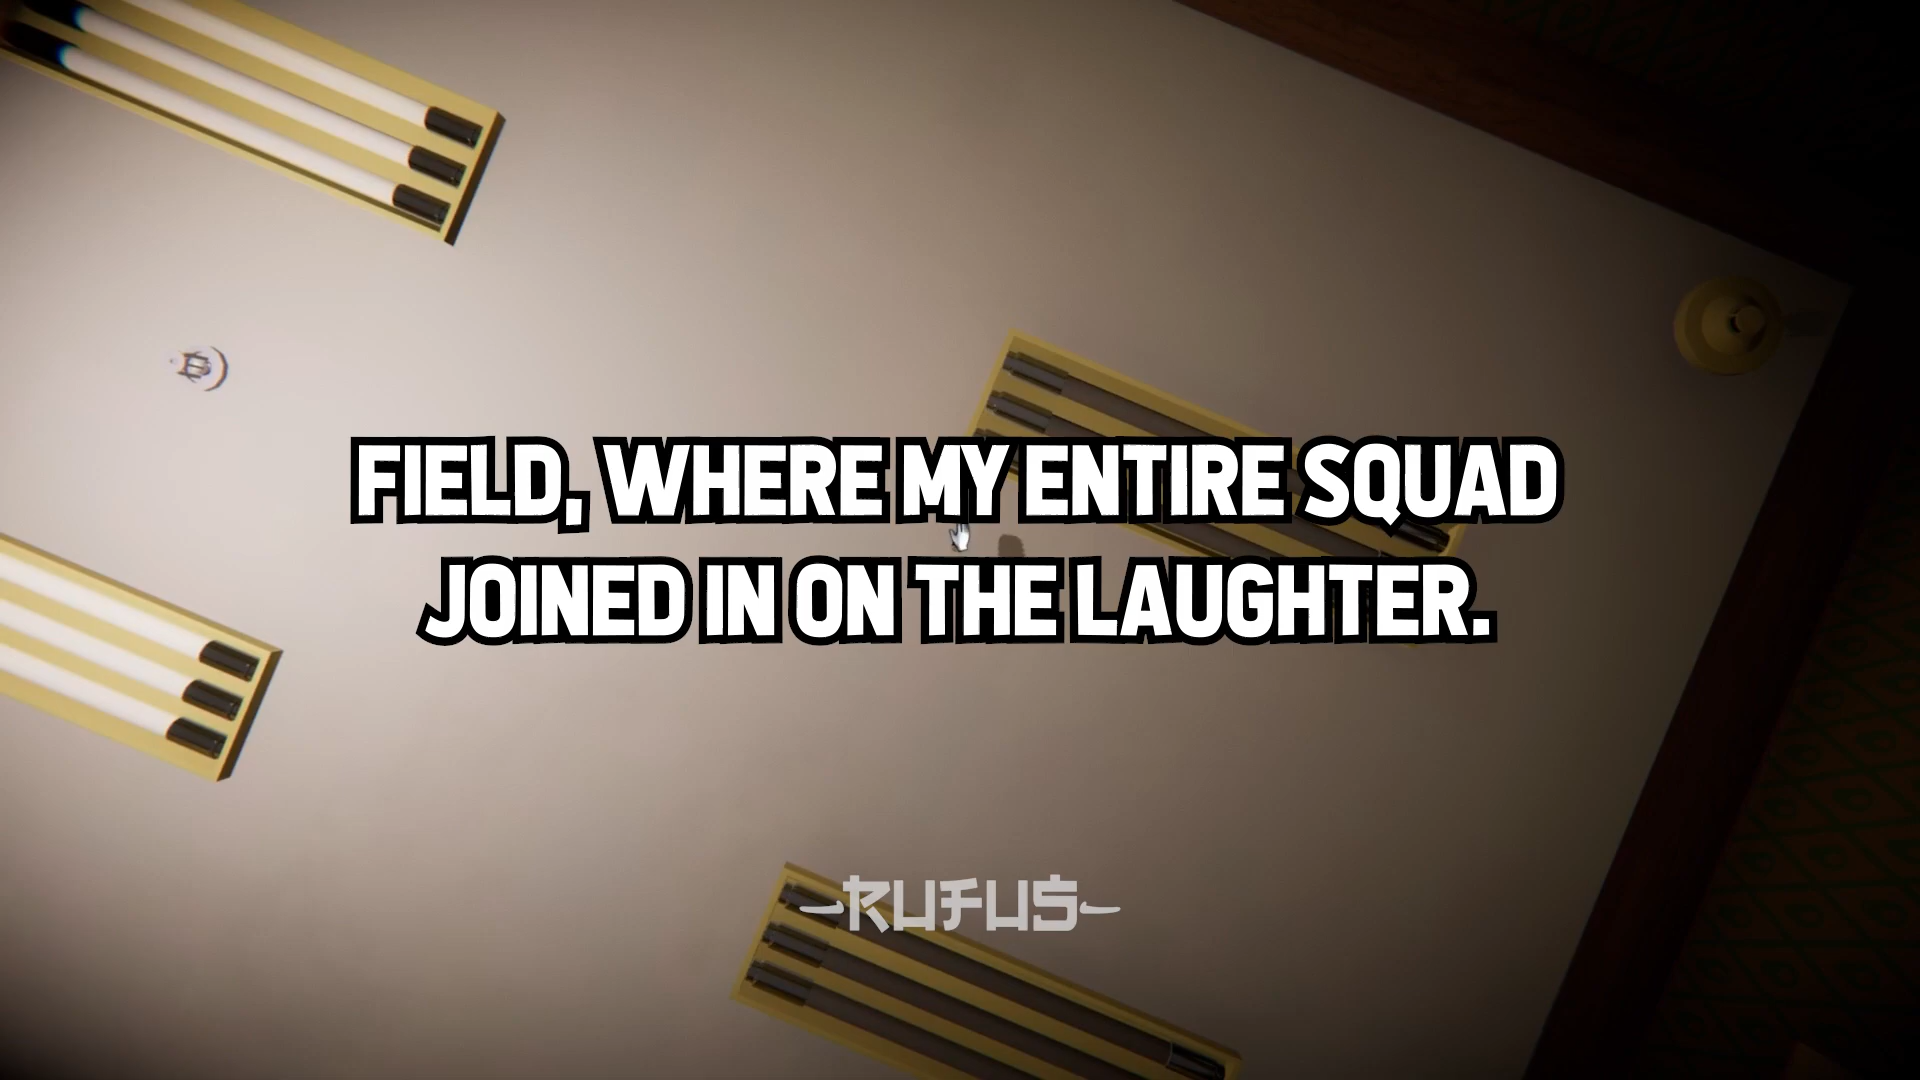 FIELD, WHERE MY ENTIRE SQUAD
JOINED IN ON THE LAUGHTER.
-RUFUS-